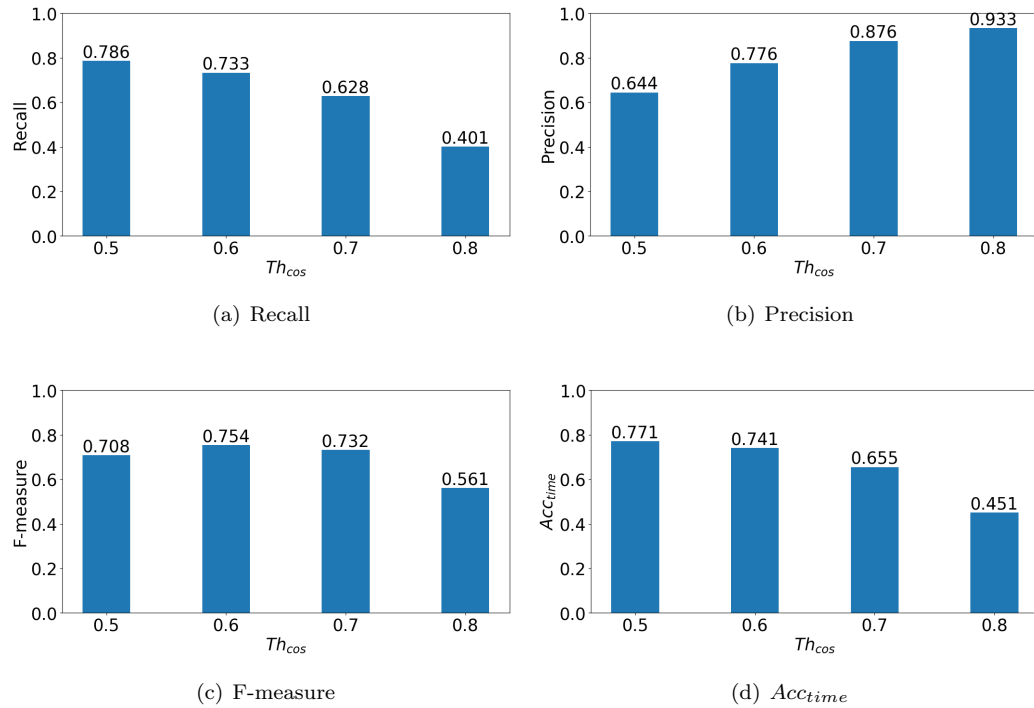 1.0
0.8
0.6
0.4
0.2
0.0
Recall
0.786
0.733
0.628
0.401
0.5 0.6 0.7 0.8
Th_cos
(a) Recall
1.0
0.8
0.6
0.4
0.2
0.0
Precision
0.644
0.776
0.876
0.933
0.5 0.6 0.7 0.8
Th_cos
(b) Precision
1.0
0.8
0.6
0.4
0.2
0.0
F-measure
0.708
0.754
0.732
0.561
0.5 0.6 0.7 0.8
Th_cos
(c) F-measure
1.0
0.8
0.6
0.4
0.2
0.0
Acc_time
0.771
0.741
0.655
0.451
0.5 0.6 0.7 0.8
Th_cos
(d) Acc_time